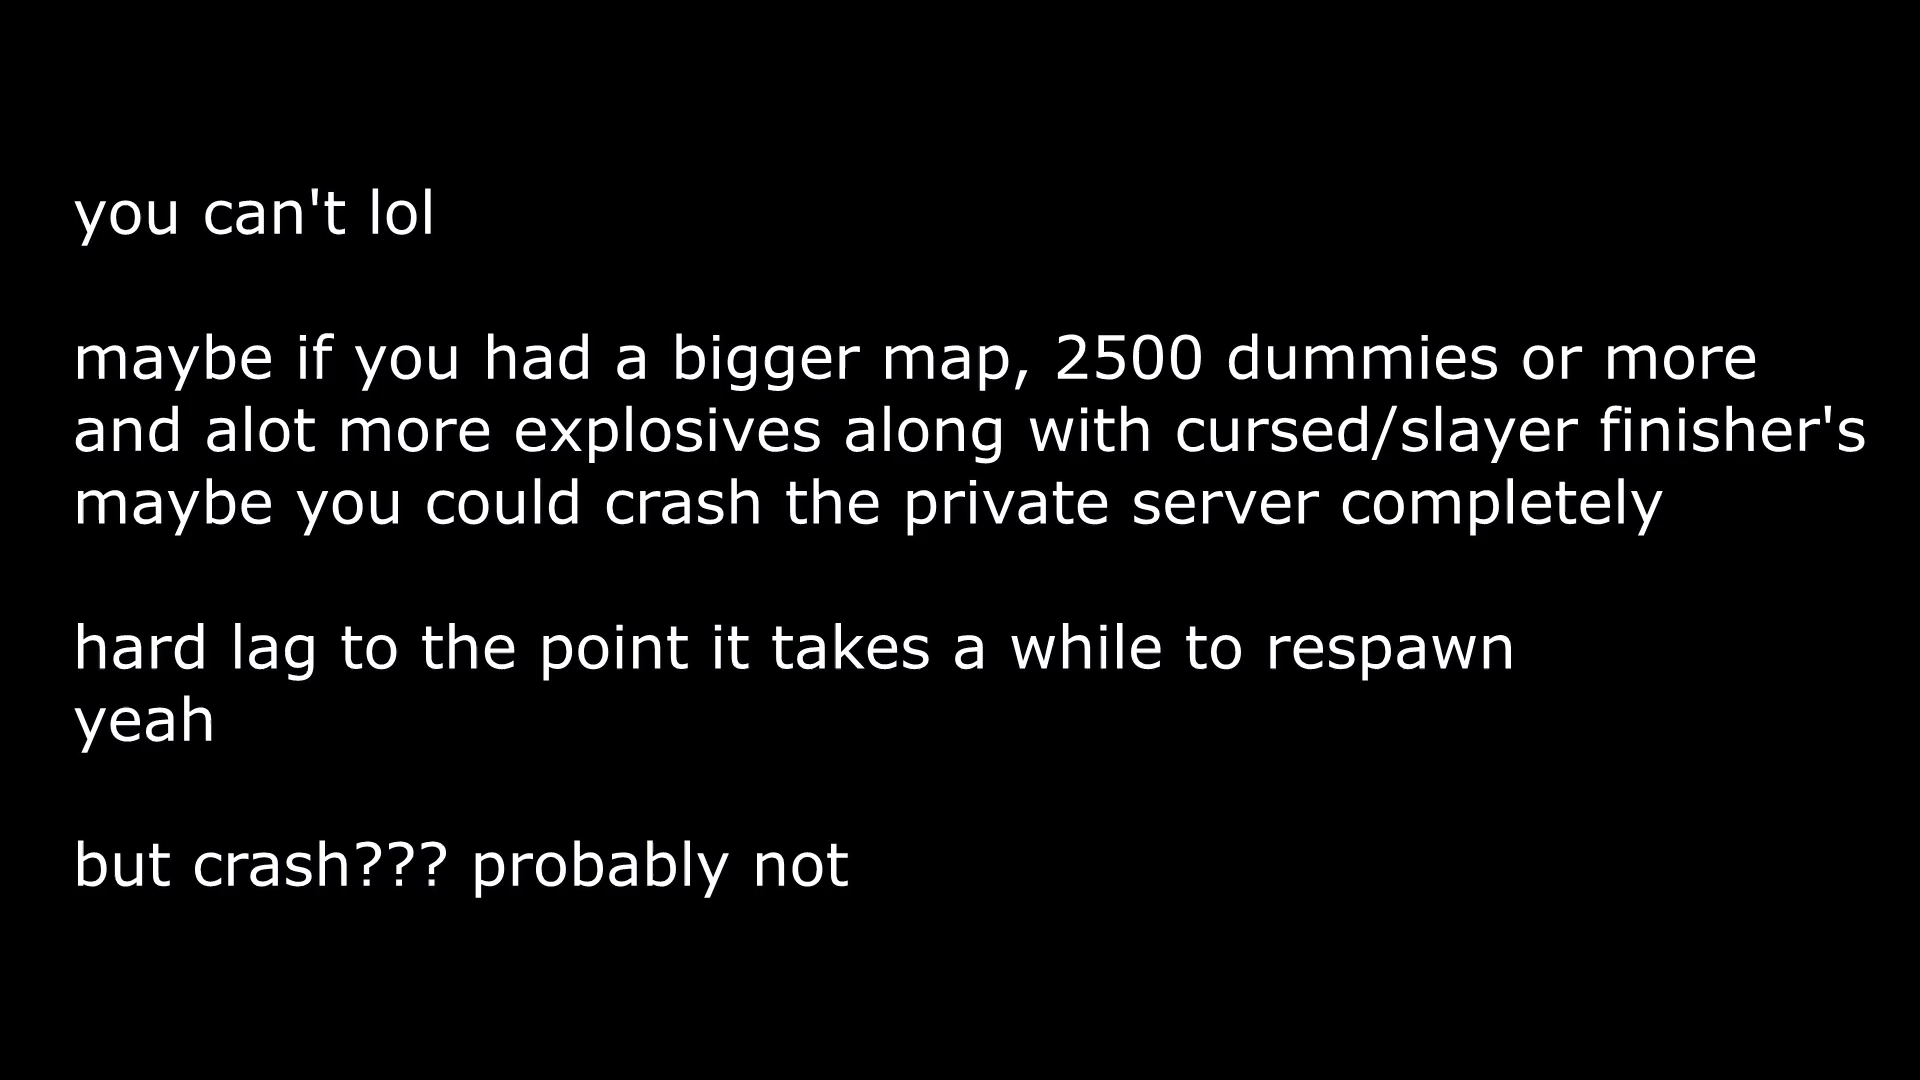 you can't lol
maybe if you had a bigger map, 2500 dummies or more
and alot more explosives along with cursed/slayer finisher's
maybe you could crash the private server completely
hard lag to the point it takes a while to respawn
yeah
but crash??? probably not